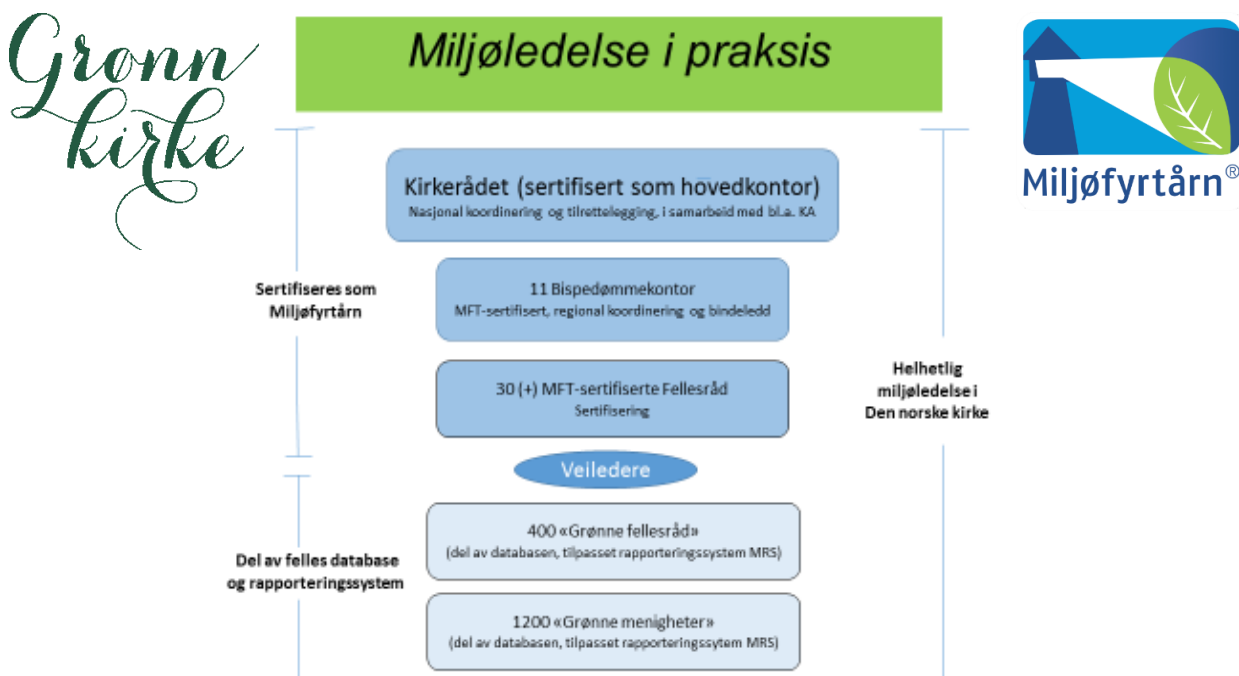 Grønn
kirke
Miljøledelse i praksis
Miljøfyrtårn®
Kirkerådet (sertifisert som hovedkontor)
Nasjonal koordinering og tilrettelegging, i samarbeid med bl.a. KA
Sertifiseres som
Miljøfyrtårn
11 Bispedømmekontor
MFT-sertifisert, regional koordinering og bindeledd
30 (+) MFT-sertifiserte Fellesråd
Sertifisering
Helhetlig
miljøledelse i
Den norske kirke
Veiledere
Del av felles database
og rapporteringssystem
400 «Grønne fellesråd»
(del av databasen, tilpasset rapporteringssystem MRS)
1200 «Grønne menigheter»
(del av databasen, tilpasset rapporteringssytem MRS)